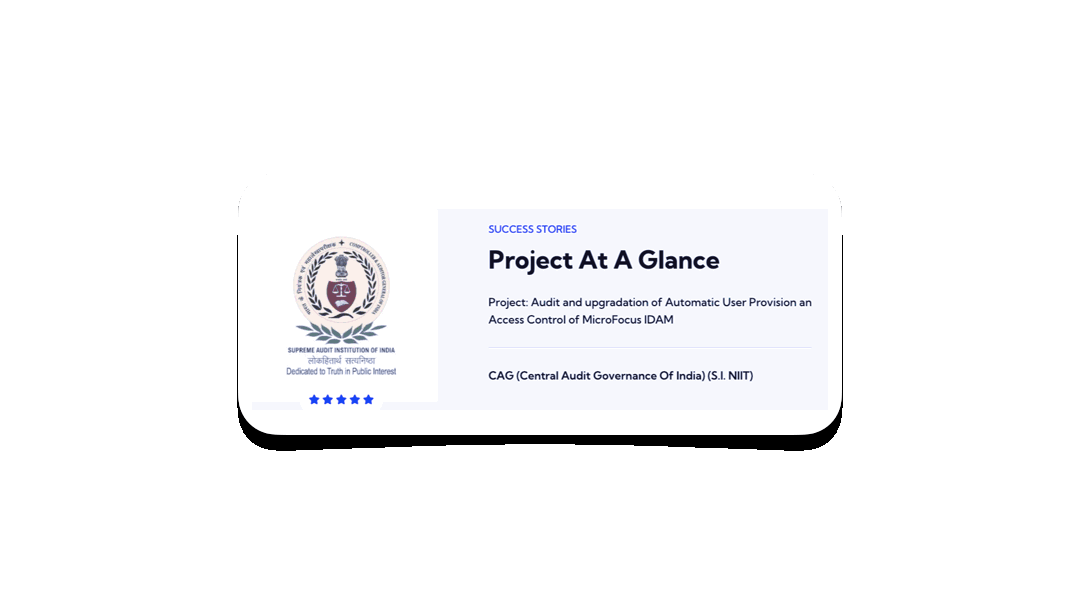 SUCCESS STORIES
Project At A Glance
Project: Audit and upgradation of Automatic User Provision an
Access Control of MicroFocus IDAM
CAG (Central Audit Governance Of India) (S.I. NIIT)
SUPREME AUDIT INSTITUTION OF INDIA
लोकहितार्थ सत्यनिष्ठा
Dedicated to Truth in Public Interest